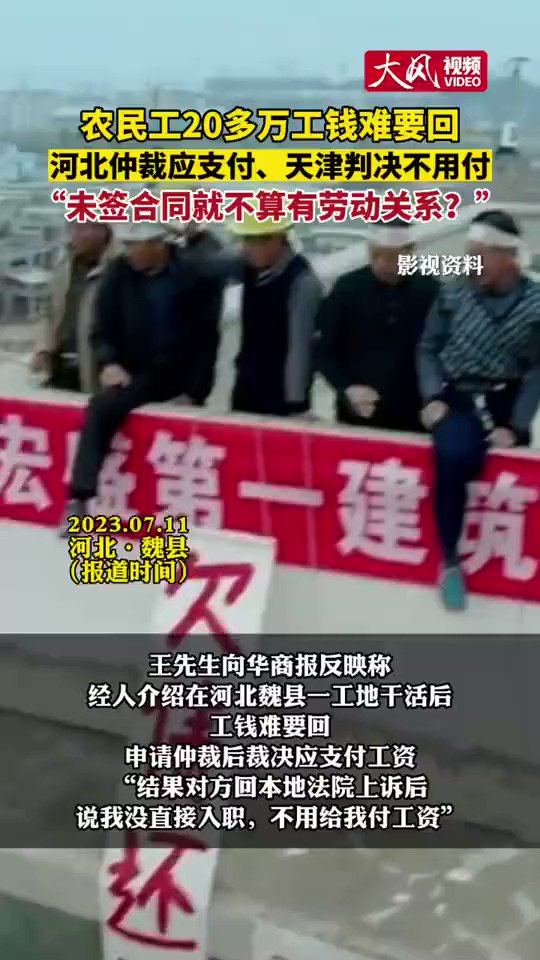 大风视频
VIDEO
农民工20多万工钱难要回
河北仲裁应支付、天津判决不用付
“未签合同就不算有劳动关系？”
影视资料
宏盛第一建筑
2023.07.11
河北·魏县
（报道时间）
欠
还
王先生向华商报反映称
经人介绍在河北魏县一工地干活后
工钱难要回
申请仲裁后裁决应支付工资
“结果对方回本地法院上诉后
说我没直接入职，不用给我付工资”